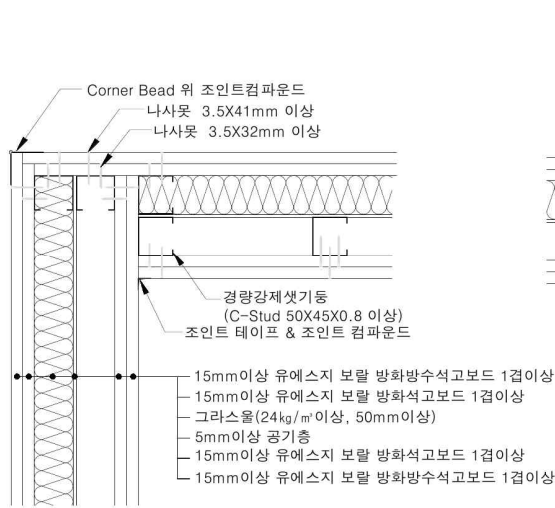 Corner Bead 위 조인트컴파운드
나사못 3.5X41mm 이상
나사못 3.5X32mm 이상
경량강제샛기둥
(C-Stud 50X45X0.8 이상)
조인트 테이프 & 조인트 컴파운드
15mm이상 유에스지 보랄 방화방수석고보드 1겹이상
15mm이상 유에스지 보랄 방화석고보드 1겹이상
그라스울(24㎏/㎥이상, 50mm이상)
5mm이상 공기층
15mm이상 유에스지 보랄 방화석고보드 1겹이상
15mm이상 유에스지 보랄 방화방수석고보드 1겹이상